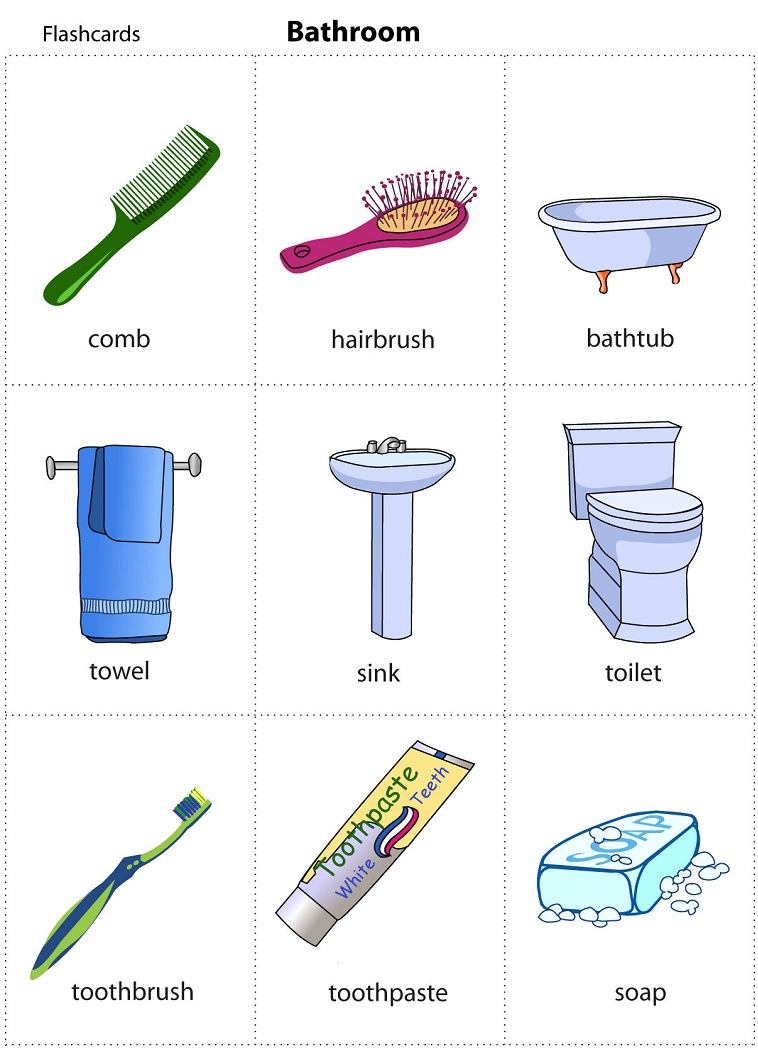 Flashcards
Bathroom
comb
hairbrush
bathtub
towel
sink
toilet
Toothpaste
White Teeth
SOAP
toothbrush
toothpaste
soap